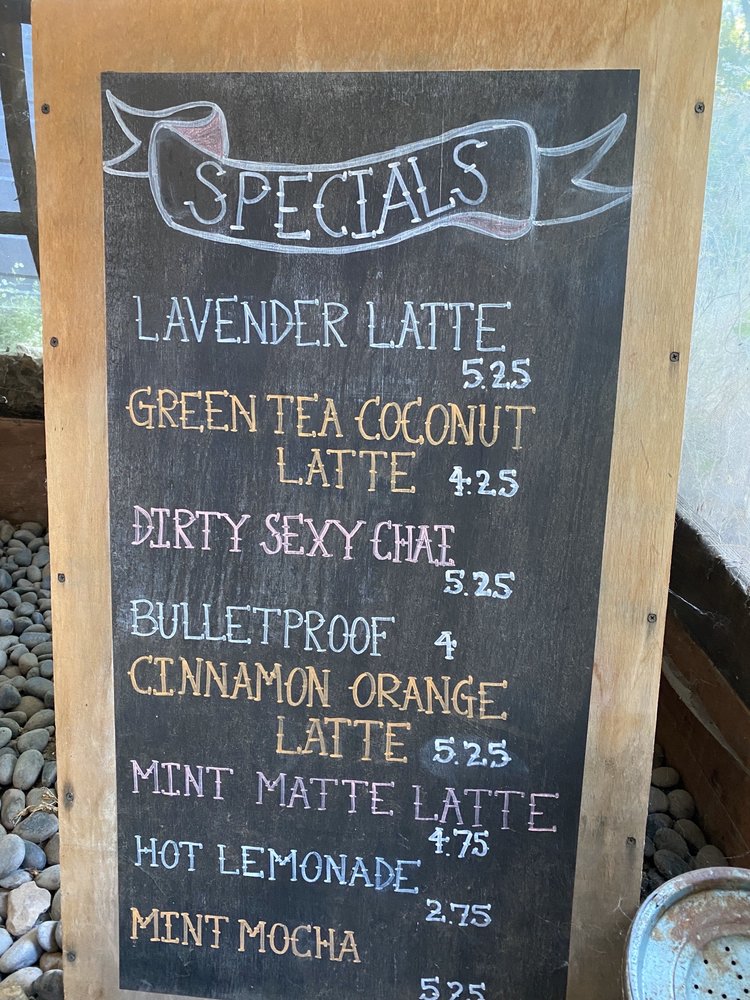 SPECIALS
LAVENDER LATTE
5.25
GREEN TEA COCONUT
LATTE 4.25
DIRTY SEXY CHAI
5.25
BULLETPROOF 4
CINNAMON ORANGE
LATTE 5.25
MINT MATTE LATTE
4.75
HOT LEMONADE
2.75
MINT MOCHA
5.25